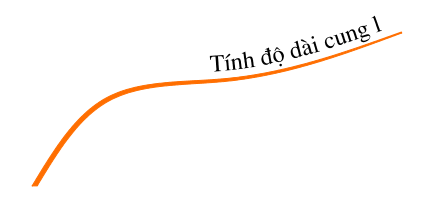 Tính độ dài cung l